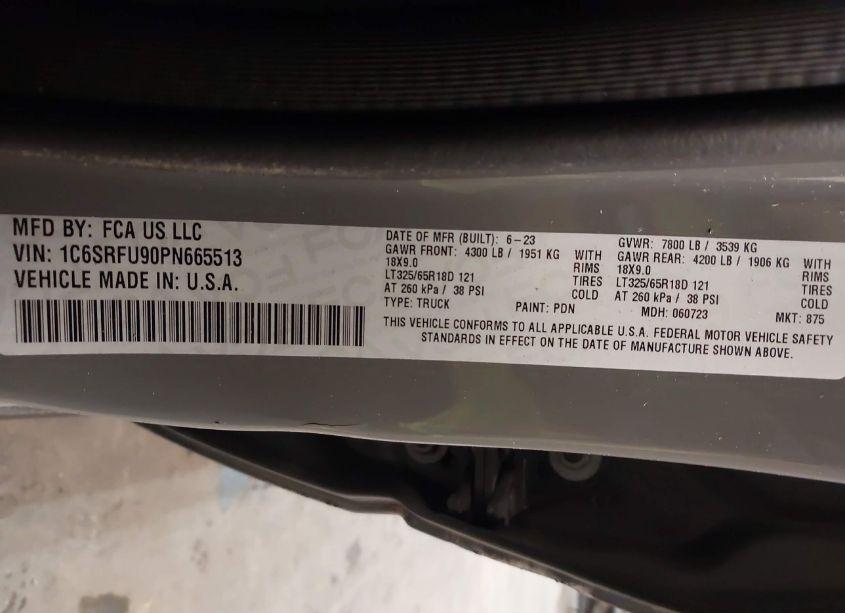 MFD BY: FCA US LLC
VIN: 1C6SRFU90PN665513
VEHICLE MADE IN: U.S.A.
DATE OF MFR (BUILT): 6-23
GAWR FRONT: 4300 LB / 1951 KG WITH
18X9.0 RIMS
LT325/65R18D 121 TIRES
AT 260 kPa / 38 PSI COLD
TYPE: TRUCK PAINT: PDN
GVWR: 7800 LB / 3539 KG
GAWR REAR: 4200 LB / 1906 KG WITH
18X9.0 RIMS
LT325/65R18D 121 TIRES
AT 260 kPa / 38 PSI COLD
MDH: 060723 MKT: 875
THIS VEHICLE CONFORMS TO ALL APPLICABLE U.S.A. FEDERAL MOTOR VEHICLE SAFETY
STANDARDS IN EFFECT ON THE DATE OF MANUFACTURE SHOWN ABOVE.